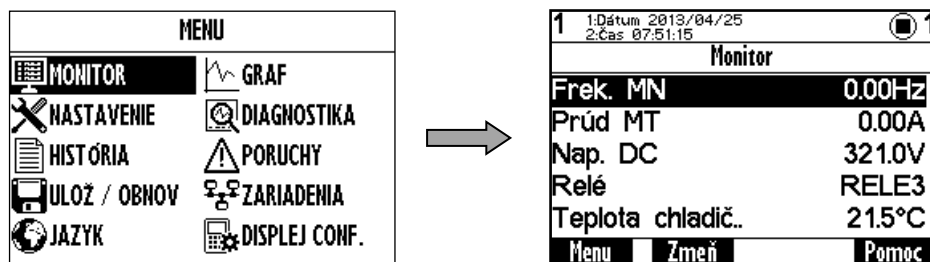 MENU
MONITOR
GRAF
NASTAVENIE
DIAGNOSTIKA
HISTÓRIA
PORUCHY
ULOŽ / OBNOV
ZARIADENIA
JAZYK
DISPLEJ CONF.
1 1:Dátum 2013/04/25 1
2:Čas 07:51:15
Monitor
Frek. MN 0.00Hz
Prúd MT 0.00A
Nap. DC 321.0V
Relé RELE3
Teplota chladič.. 21.5°C
Menu Zmeň Pomoc